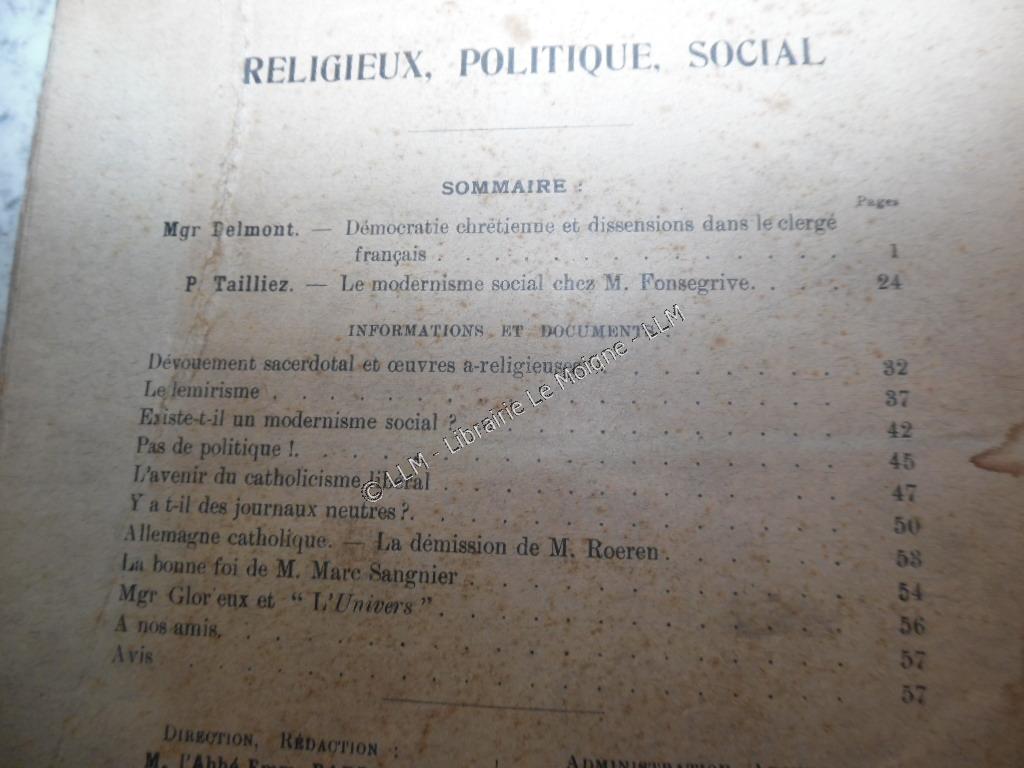 RELIGIEUX, POLITIQUE, SOCIAL
SOMMAIRE :
Pages
Mgr Delmont. — Démocratie chrétienne et dissensions dans le clergé
français . . . . . . . . . . . . . 1
P. Tailliez. — Le modernisme social chez M. Fonsegrive. . . . 24
INFORMATIONS ET DOCUMENTS :
Dévouement sacerdotal et œuvres a-religieuses. . . . . . . . 32
Le lemirisme . . . . . . . . . . . . . . . . 37
Existe-t-il un modernisme social ? . . . . . . . . . . 42
Pas de politique !. . . . . . . . . . . . . . . 45
L'avenir du catholicisme libéral . . . . . . . . . . . 47
Y a t-il des journaux neutres ?. . . . . . . . . . . . 50
Allemagne catholique. — La démission de M. Roeren . . . . . 53
La bonne foi de M. Marc Sangnier . . . . . . . . . . 54
Mgr Glorieux et “ L'Univers ”. . . . . . . . . . . . 56
A nos amis. . . . . . . . . . . . . . . . . 57
Avis . . . . . . . . . . . . . . . . . . 57
DIRECTION, RÉDACTION :
M. l'Abbé
© LLM - Librairie Le Moigne - LLM